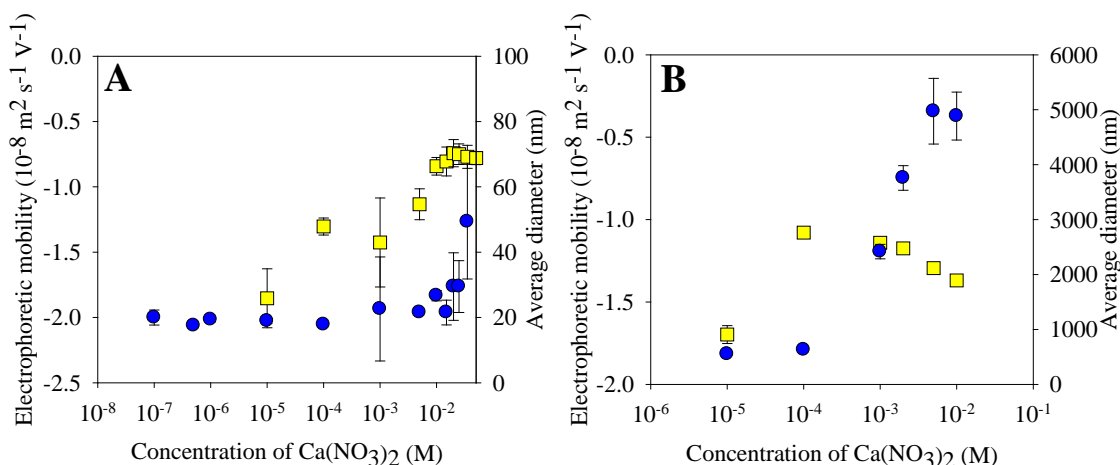 A
Electrophoretic mobility (10-8 m2 s-1 V-1)
0.0
-0.5
-1.0
-1.5
-2.0
-2.5
100
80
60
40
20
0
Average diameter (nm)
10-8 10-7 10-6 10-5 10-4 10-3 10-2
Concentration of Ca(NO3)2 (M)
B
Electrophoretic mobility (10-8 m2 s-1 V-1)
0.0
-0.5
-1.0
-1.5
-2.0
6000
5000
4000
3000
2000
1000
0
Average diameter (nm)
10-6 10-5 10-4 10-3 10-2 10-1
Concentration of Ca(NO3)2 (M)